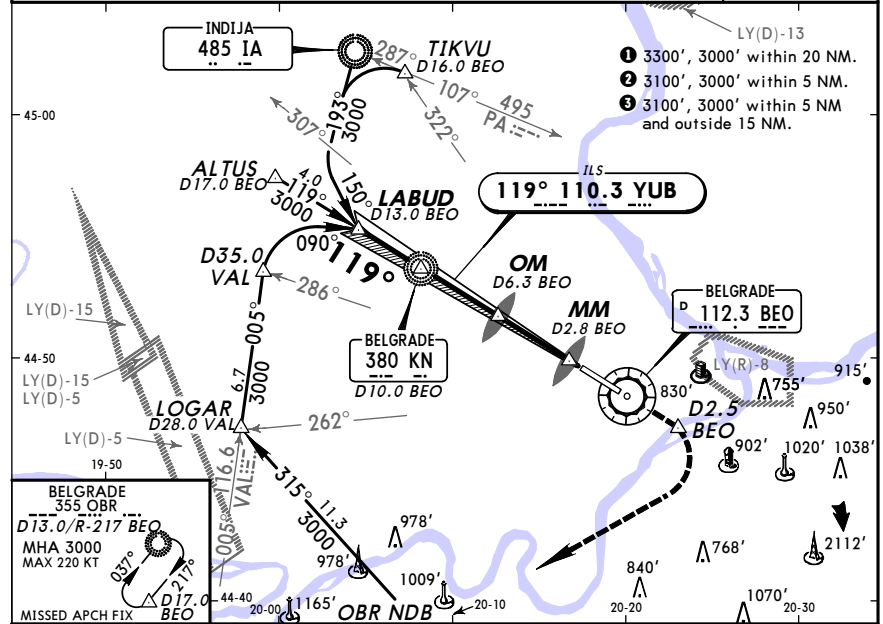 INDIJA
485 IA
TIKVU
D16.0 BEO
287°
107°
495
PA
322°
LY(D)-13
❶ 3300', 3000' within 20 NM.
❷ 3100', 3000' within 5 NM.
❸ 3100', 3000' within 5 NM
and outside 15 NM.
45-00
193°
3000
307°
150°
ALTUS
D17.0 BEO
4.0
119°
3000
LABUD
D13.0 BEO
ILS
119° 110.3 YUB
D35.0
VAL
090°
119°
286°
OM
D6.3 BEO
MM
D2.8 BEO
BELGRADE
D 112.3 BEO
BELGRADE
380 KN
D10.0 BEO
LY(D)-15
LY(D)-15
LY(D)-5
LY(D)-5
44-50
005°
6.7
3000
LOGAR
D28.0 VAL
262°
LY(R)-8
830'
755'
915'
950'
D2.5
BEO
902'
1020'
1038'
19-50
116.6
VAL
005°
315°
11.3
3000
978'
978'
768'
2112'
840'
1009'
1165'
1070'
OBR NDB
BELGRADE
355 OBR
D13.0/R-217 BEO
MHA 3000
MAX 220 KT
037°
217°
D17.0
BEO
MISSED APCH FIX
44-40
20-00
20-10
20-20
20-30